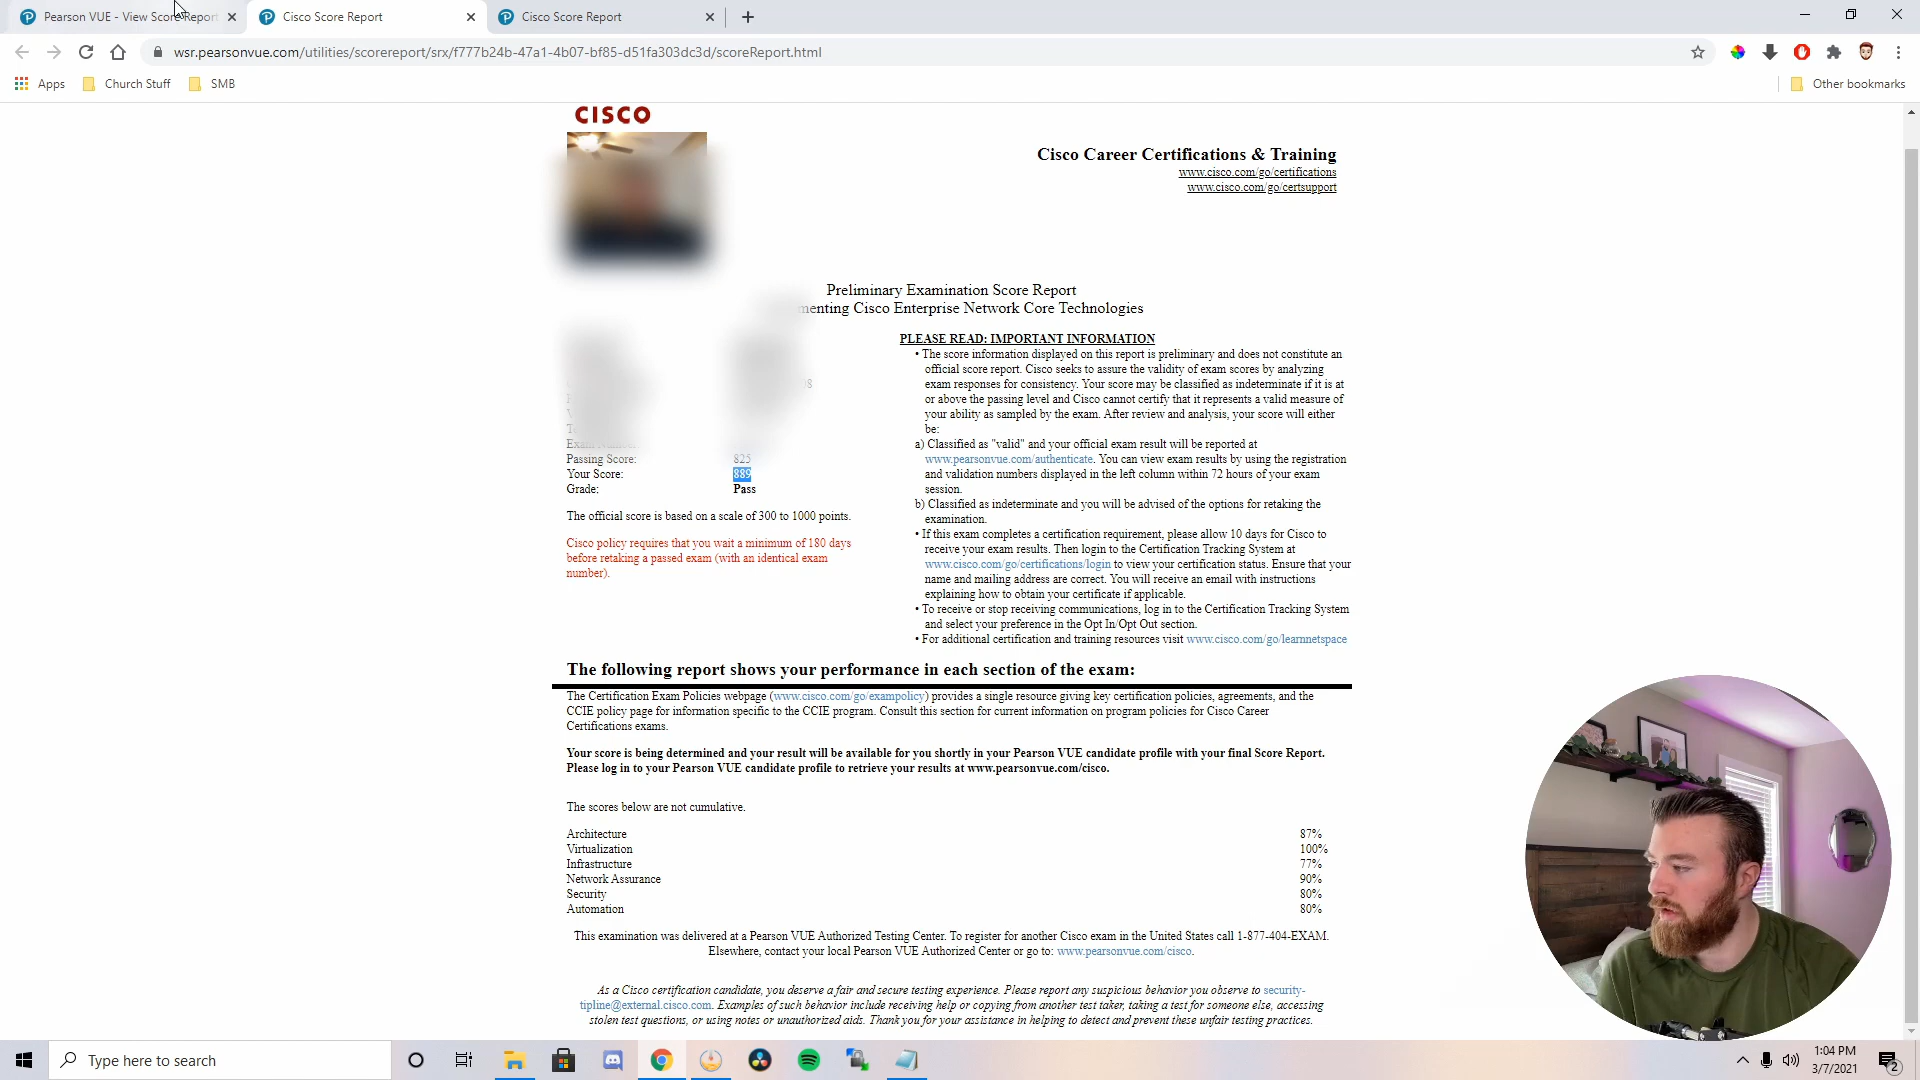 Pearson VUE - View Score Report
Cisco Score Report
Cisco Score Report
wsr.pearsonvue.com/utilities/scorereport/srx/f777b24b-47a1-4b07-bf85-d51fa303dc3d/scoreReport.html
Apps
Church Stuff
SMB
Other bookmarks
CISCO
Cisco Career Certifications & Training
www.cisco.com/go/certifications
www.cisco.com/go/certsupport
Preliminary Examination Score Report
menting Cisco Enterprise Network Core Technologies
Passing Score: 825
Your Score: 889
Grade: Pass
The official score is based on a scale of 300 to 1000 points.
Cisco policy requires that you wait a minimum of 180 days
before retaking a passed exam (with an identical exam
number).
PLEASE READ: IMPORTANT INFORMATION
• The score information displayed on this report is preliminary and does not constitute an
official score report. Cisco seeks to assure the validity of exam scores by analyzing
exam responses for consistency. Your score may be classified as indeterminate if it is at
or above the passing level and Cisco cannot certify that it represents a valid measure of
your ability as sampled by the exam. After review and analysis, your score will either
be:
a) Classified as "valid" and your official exam result will be reported at
www.pearsonvue.com/authenticate. You can view exam results by using the registration
and validation numbers displayed in the left column within 72 hours of your exam
session.
b) Classified as indeterminate and you will be advised of the options for retaking the
examination.
• If this exam completes a certification requirement, please allow 10 days for Cisco to
receive your exam results. Then login to the Certification Tracking System at
www.cisco.com/go/certifications/login to view your certification status. Ensure that your
name and mailing address are correct. You will receive an email with instructions
explaining how to obtain your certificate if applicable.
• To receive or stop receiving communications, log in to the Certification Tracking System
and select your preference in the Opt In/Opt Out section.
• For additional certification and training resources visit www.cisco.com/go/learnnetspace
The following report shows your performance in each section of the exam:
The Certification Exam Policies webpage (www.cisco.com/go/exampolicy) provides a single resource giving key certification policies, agreements, and the
CCIE policy page for information specific to the CCIE program. Consult this section for current information on program policies for Cisco Career
Certifications exams.
Your score is being determined and your result will be available for you shortly in your Pearson VUE candidate profile with your final Score Report.
Please log in to your Pearson VUE candidate profile to retrieve your results at www.pearsonvue.com/cisco.
The scores below are not cumulative.
Architecture 87%
Virtualization 100%
Infrastructure 77%
Network Assurance 90%
Security 80%
Automation 80%
This examination was delivered at a Pearson VUE Authorized Testing Center. To register for another Cisco exam in the United States call 1-877-404-EXAM.
Elsewhere, contact your local Pearson VUE Authorized Center or go to: www.pearsonvue.com/cisco.
As a Cisco certification candidate, you deserve a fair and secure testing experience. Please report any suspicious behavior you observe to security-
tipline@external.cisco.com. Examples of such behavior include receiving help or copying from another test taker, taking a test for someone else, accessing
stolen test questions, or using notes or unauthorized aids. Thank you for your assistance in helping to detect and prevent these unfair testing practices.
Type here to search
1:04 PM
3/7/2021
2